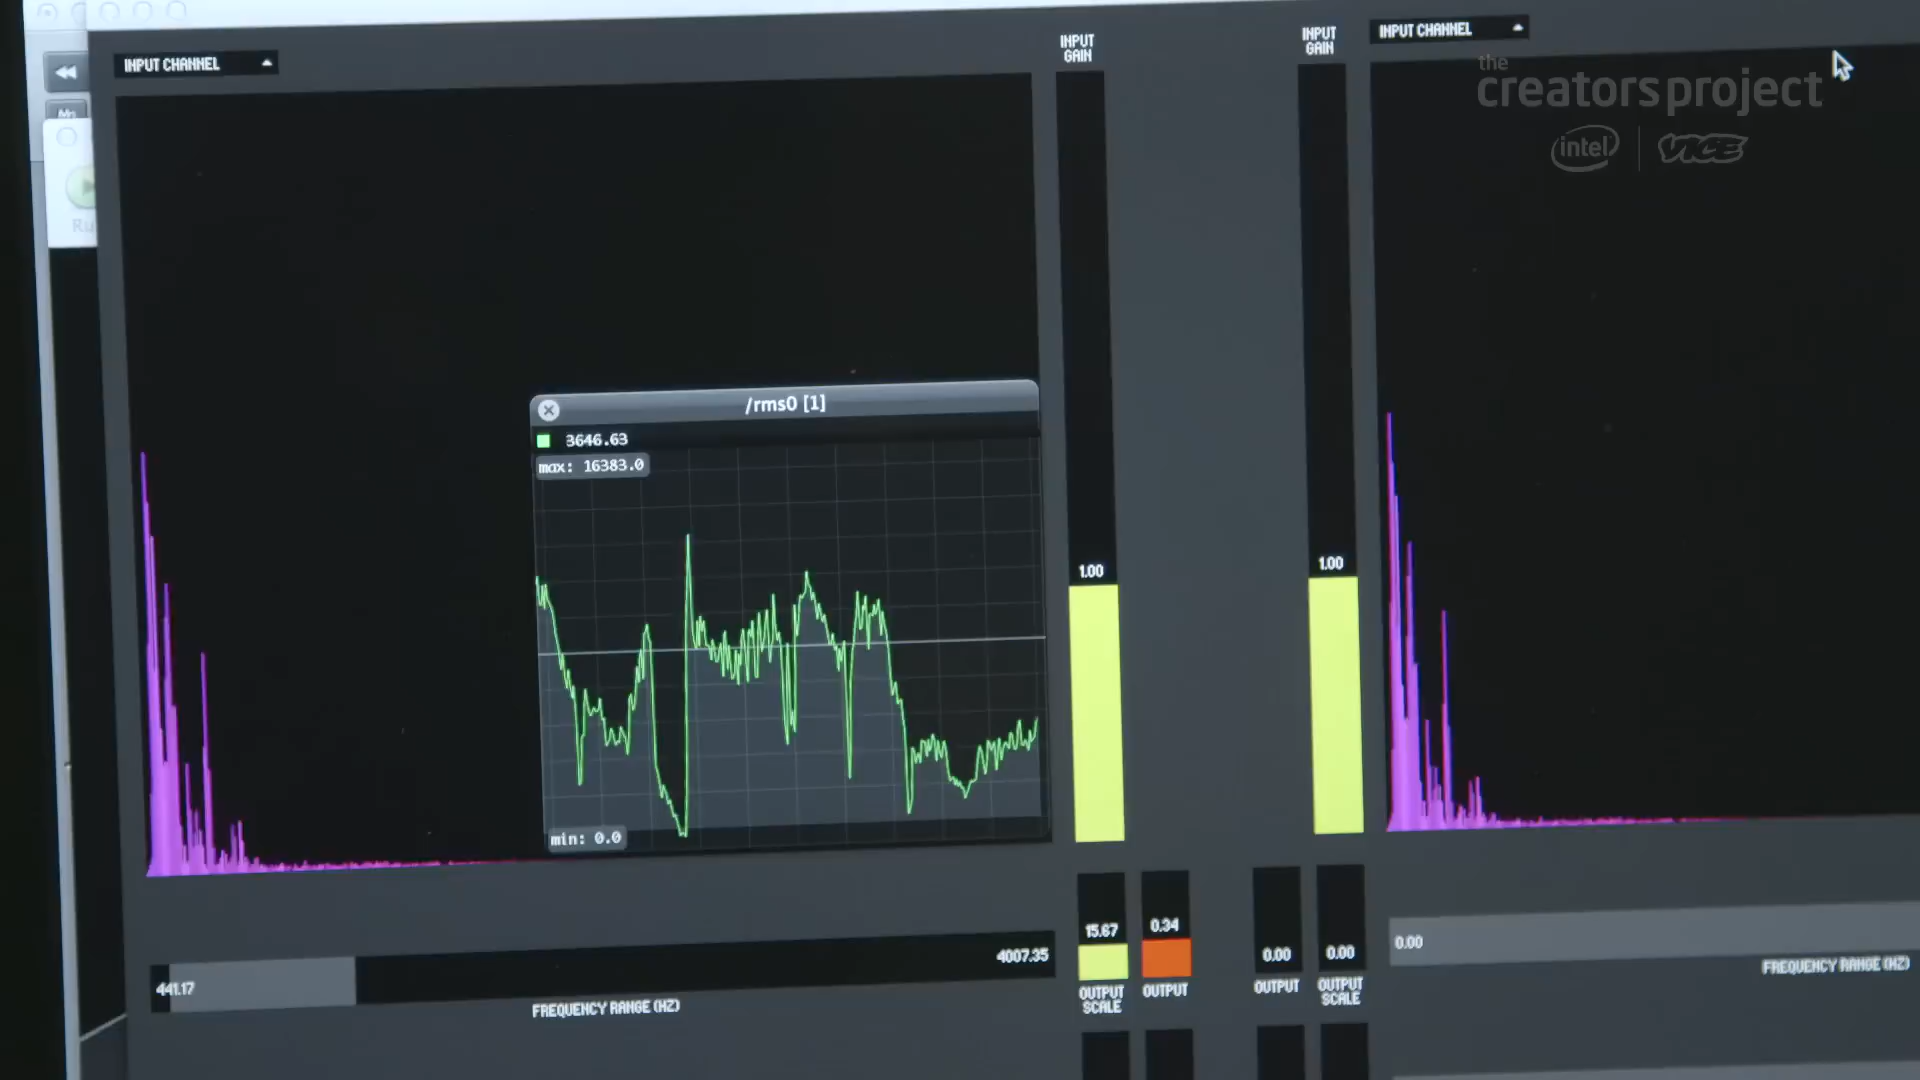 INPUT CHANNEL
INPUT
GAIN
INPUT
GAIN
INPUT CHANNEL
the
creatorsproject
intel
VICE
/rms0 [1]
3646.63
max: 16383.0
min: 0.0
1.00
1.00
441.17
4007.35
FREQUENCY RANGE (HZ)
15.67
0.34
0.00
0.00
OUTPUT
SCALE
OUTPUT
OUTPUT
OUTPUT
SCALE
0.00
FREQUENCY RANGE (HZ)